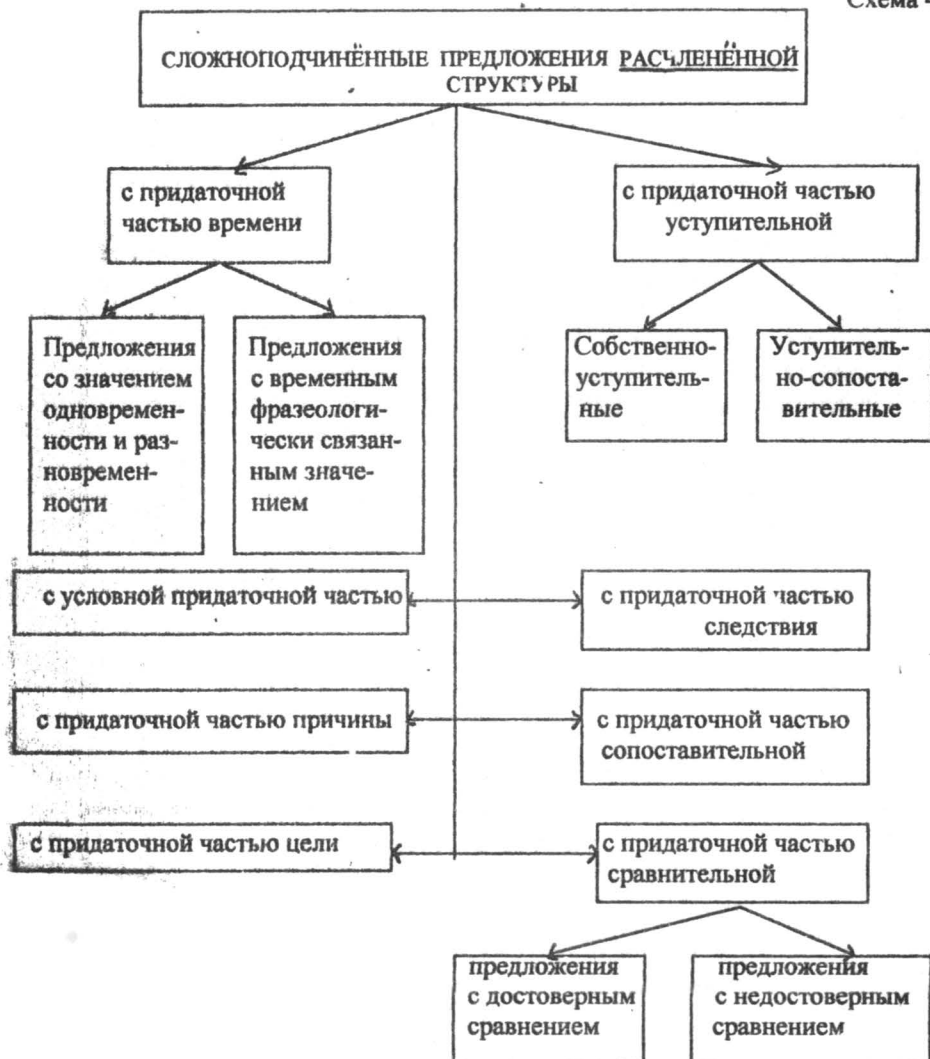 Схема -
СЛОЖНОПОДЧИНЁННЫЕ ПРЕДЛОЖЕНИЯ РАСЧЛЕНЁННОЙ
СТРУКТУРЫ
с придаточной
частью времени
с придаточной частью
уступительной
Предложения
со значением
одновремен-
ности и раз-
новремен-
ности
Предложения
с временным
фразеологи-
чески связан-
ным значе-
нием
Собственно-
уступитель-
ные
Уступитель-
но-сопоста-
вительные
с условной придаточной частью
с придаточной частью
следствия
с придаточной частью причины
с придаточной частью
сопоставительной
с придаточной частью цели
с придаточной частью
сравнительной
предложения
с достоверным
сравнением
предложения
с недостоверным
сравнением